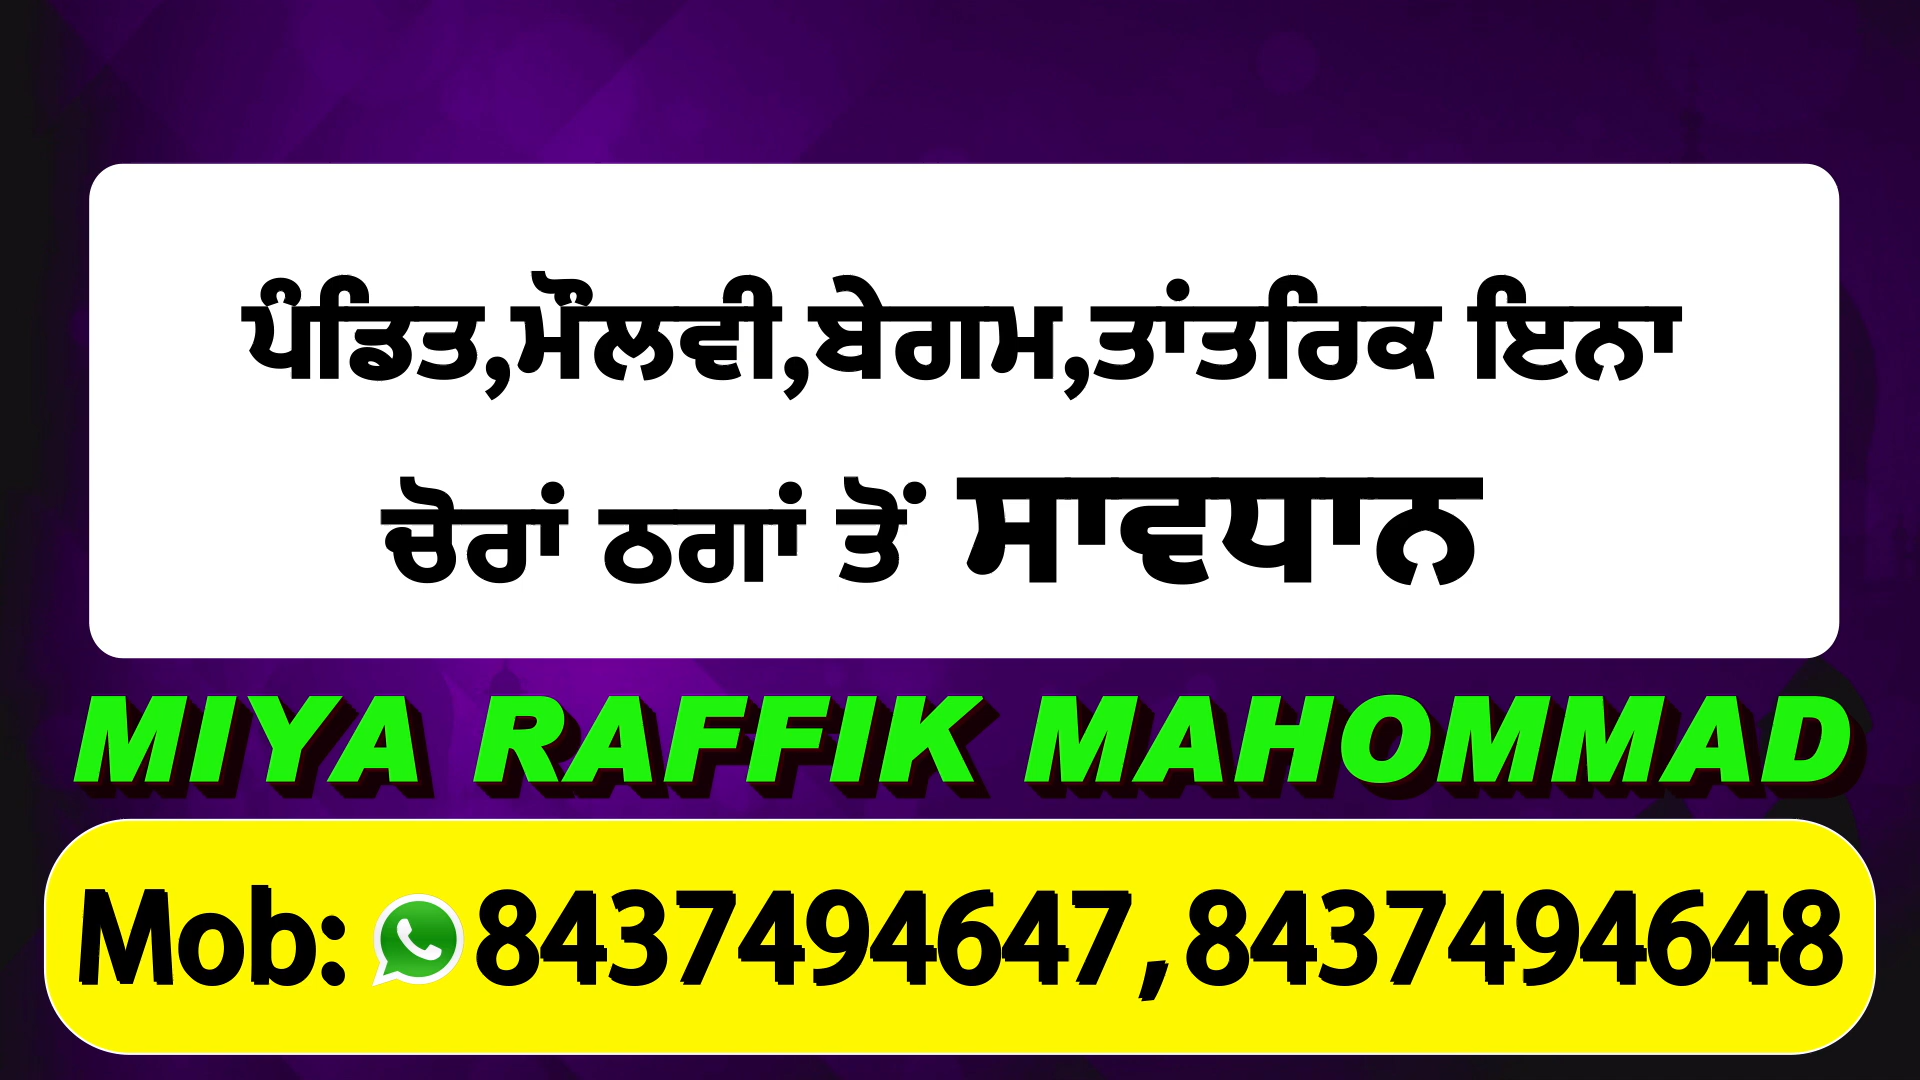 ਪੰਡਿਤ,ਮੌਲਵੀ,ਬੇਗਮ,ਤਾਂਤਰਿਕ ਇਨਾ
ਚੋਰਾਂ ਠਗਾਂ ਤੋਂ ਸਾਵਧਾਨ
MIYA RAFFIK MAHOMMAD
Mob: 8437494647,8437494648